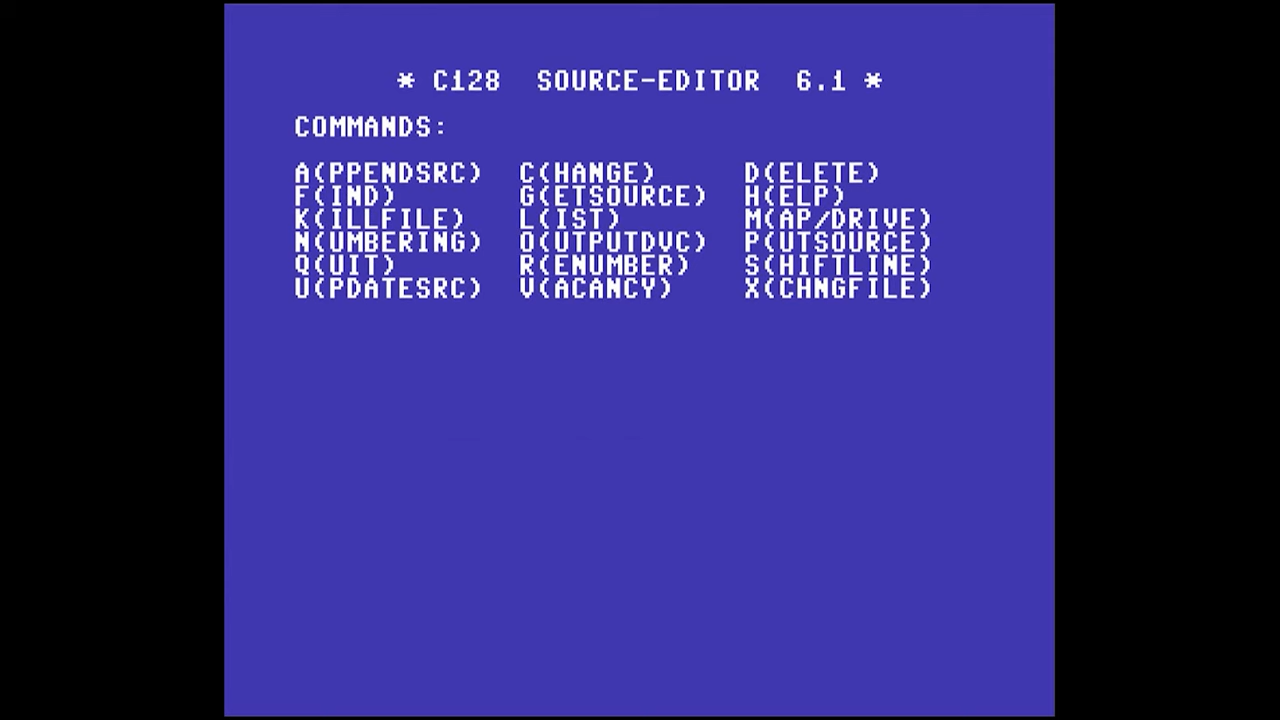 * C128 SOURCE-EDITOR 6.1 *
COMMANDS:
A(PPENDSRC) C(HANGE) D(ELETE)
F(IND) G(ETSOURCE) H(ELP)
K(ILLFILE) L(IST) M(AP/DRIVE)
N(UMBERING) O(UTPUTDVC) P(UTSOURCE)
Q(UIT) R(ENUMBER) S(HIFTLINE)
U(PDATESRC) V(ACANCY) X(CHNGFILE)